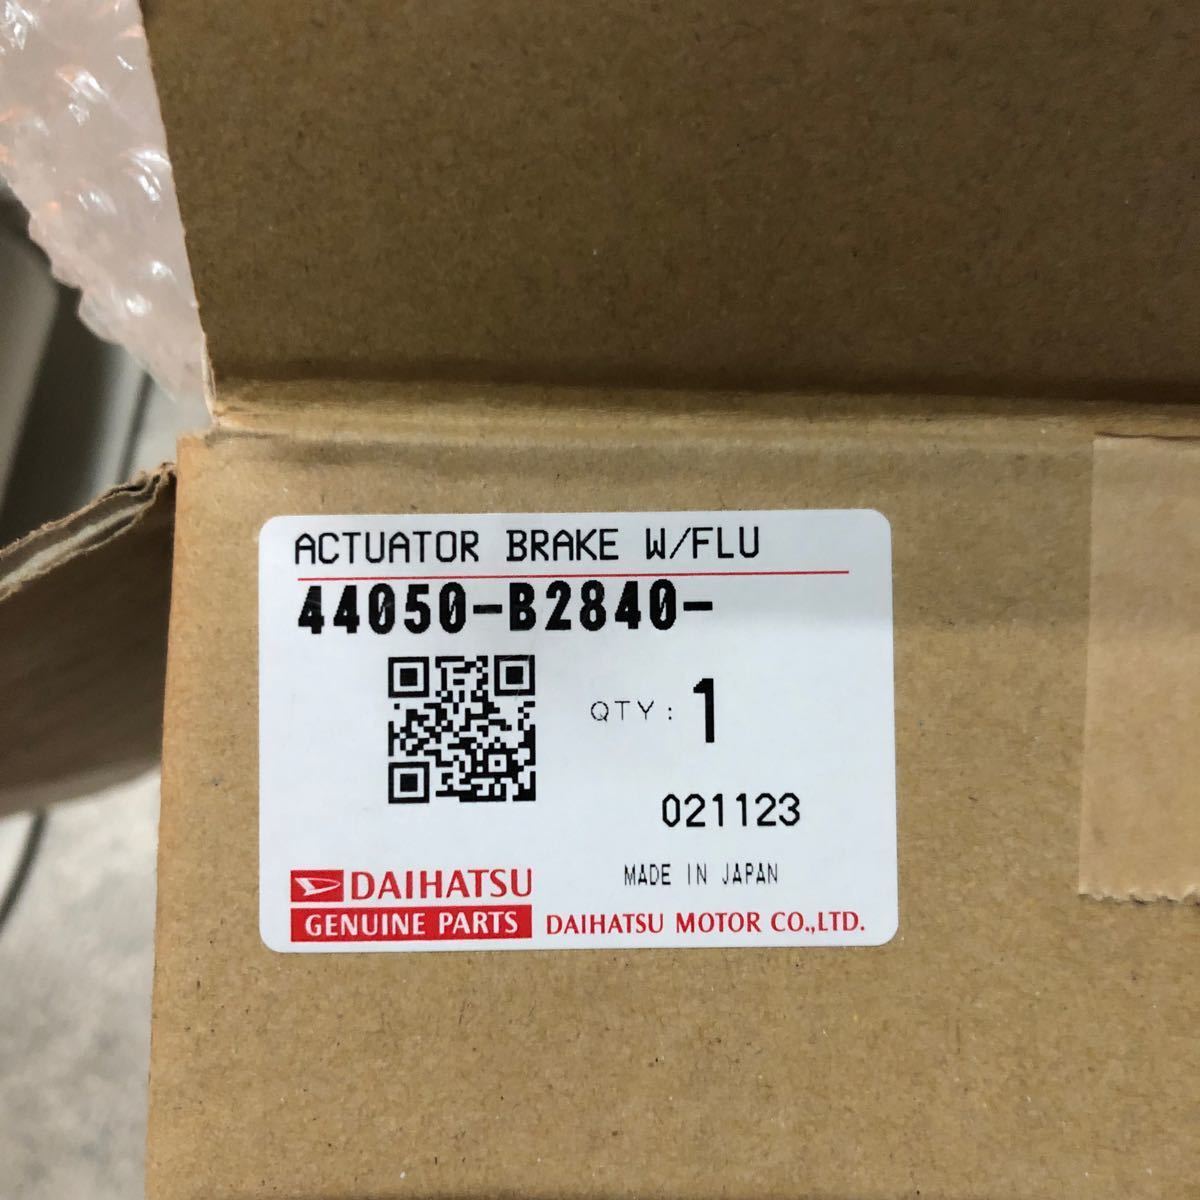 ACTUATOR BRAKE W/FLU
44050-B2840-
QTY: 1
021123
MADE IN JAPAN
DAIHATSU
GENUINE PARTS
DAIHATSU MOTOR CO.,LTD.